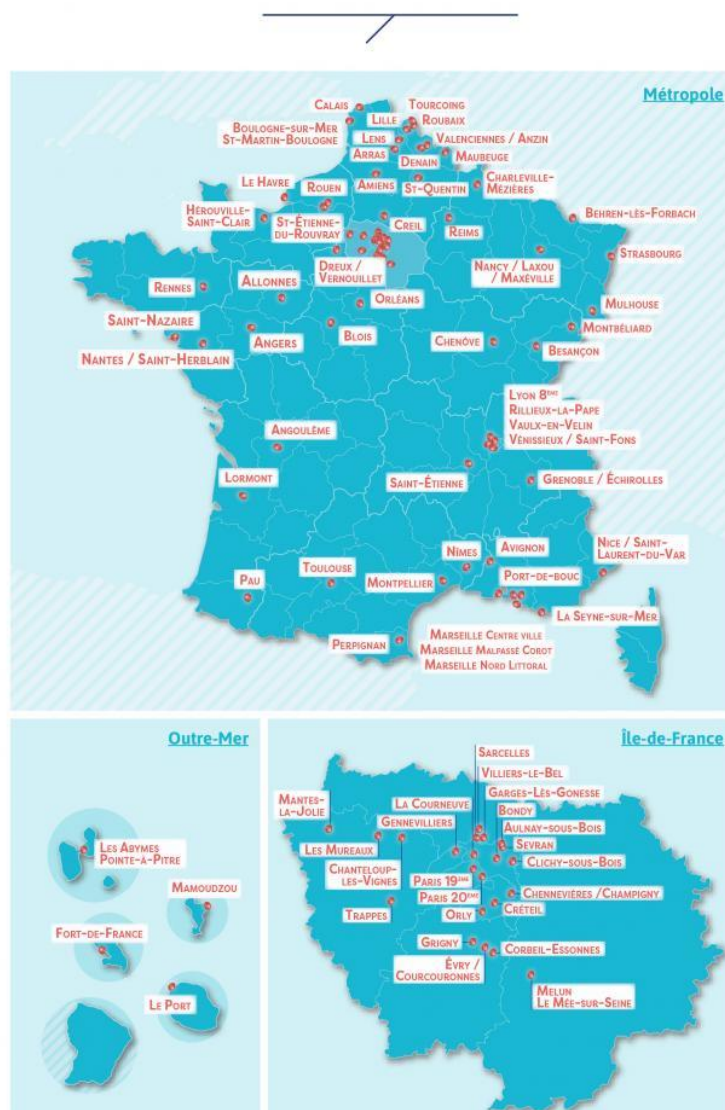 Métropole
Calais
Tourcoing
Lille
Roubaix
Boulogne-sur-Mer
St-Martin-Boulogne
Lens
Valenciennes / Anzin
Arras
Denain
Maubeuge
Le Havre
Rouen
Amiens
St-Quentin
Charleville-
Mézières
Hérouville-
Saint-Clair
St-Étienne-
du-Rouvray
Creil
Reims
Behren-lès-Forbach
Strasbourg
Dreux /
Vernouillet
Nancy / Laxou
/ Maxéville
Rennes
Allonnes
Orléans
Mulhouse
Saint-Nazaire
Montbéliard
Nantes / Saint-Herblain
Angers
Blois
Chenôve
Besançon
Lyon 8ème
Rillieux-la-Pape
Vaulx-en-Velin
Vénissieux / Saint-Fons
Angoulême
Saint-Étienne
Grenoble / Échirolles
Lormont
Nice / Saint-
Laurent-du-Var
Avignon
Nîmes
Toulouse
Port-de-bouc
Pau
Montpellier
La Seyne-sur-Mer
Perpignan
Marseille Centre ville
Marseille Malpassé Corot
Marseille Nord Littoral
Outre-Mer
Les Abymes
Pointe-à-Pitre
Mamoudzou
Fort-de-France
Le Port
Île-de-France
Sarcelles
Villiers-le-Bel
Garges-Lès-Gonesse
Mantes-
la-Jolie
La Courneuve
Bondy
Gennevilliers
Aulnay-sous-Bois
Les Mureaux
Sevran
Clichy-sous-Bois
Chanteloup-
les-Vignes
Paris 19ème
Paris 20ème
Chennevières /Champigny
Trappes
Orly
Créteil
Grigny
Corbeil-Essonnes
Évry /
Courcouronnes
Melun
Le Mée-sur-Seine